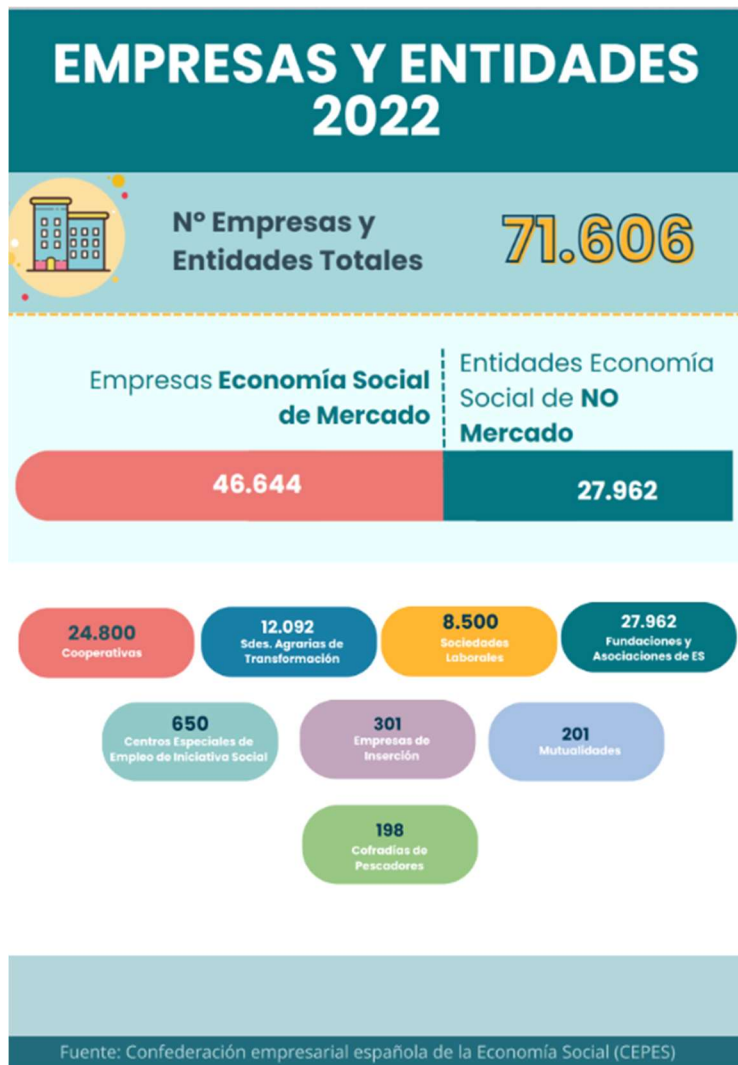 EMPRESAS Y ENTIDADES
2022
Nº Empresas y
Entidades Totales
71.606
Empresas Economía Social
de Mercado
Entidades Economía
Social de NO
Mercado
46.644
27.962
24.800
Cooperativas
12.092
Sdes. Agrarias de
Transformación
8.500
Sociedades
Laborales
27.962
Fundaciones y
Asociaciones de ES
650
Centros Especiales de
Empleo de Iniciativa Social
301
Empresas de
Inserción
201
Mutualidades
198
Cofradías de
Pescadores
Fuente: Confederación empresarial española de la Economía Social (CEPES)